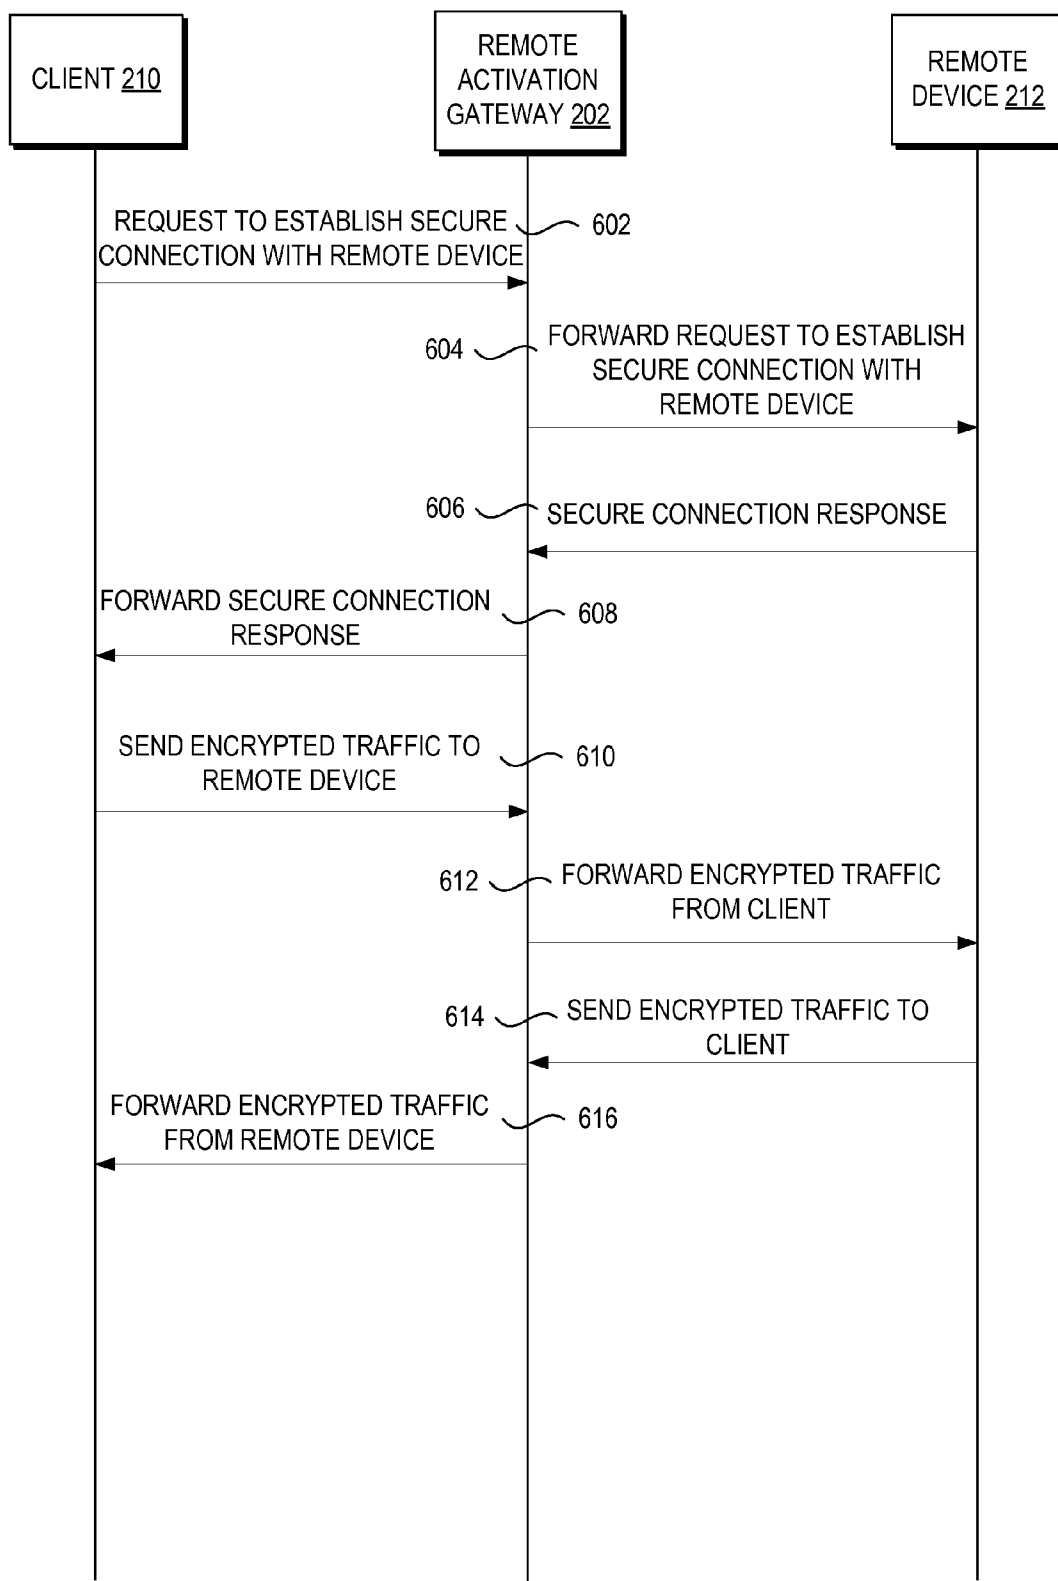 CLIENT 210
REMOTE
ACTIVATION
GATEWAY 202
REMOTE
DEVICE 212
REQUEST TO ESTABLISH SECURE
CONNECTION WITH REMOTE DEVICE
602
604
FORWARD REQUEST TO ESTABLISH
SECURE CONNECTION WITH
REMOTE DEVICE
606
SECURE CONNECTION RESPONSE
FORWARD SECURE CONNECTION
RESPONSE
608
SEND ENCRYPTED TRAFFIC TO
REMOTE DEVICE
610
612
FORWARD ENCRYPTED TRAFFIC
FROM CLIENT
614
SEND ENCRYPTED TRAFFIC TO
CLIENT
FORWARD ENCRYPTED TRAFFIC
FROM REMOTE DEVICE
616